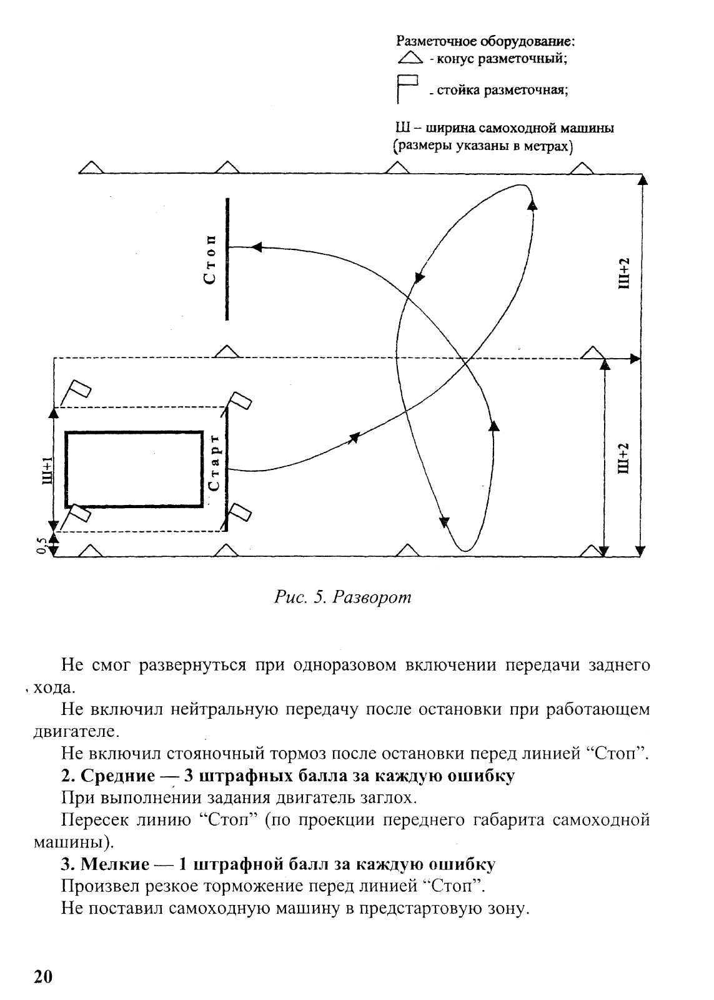 Разметочное оборудование:
- конус разметочный;
- стойка разметочная;
Ш – ширина самоходной машины
(размеры указаны в метрах)
Стоп
Ш+2
Старт
Ш+1
Ш+2
0,5
Рис. 5. Разворот
Не смог развернуться при одноразовом включении передачи заднего
хода.
Не включил нейтральную передачу после остановки при работающем
двигателе.
Не включил стояночный тормоз после остановки перед линией “Стоп”.
2. Средние — 3 штрафных балла за каждую ошибку
При выполнении задания двигатель заглох.
Пересек линию “Стоп” (по проекции переднего габарита самоходной
машины).
3. Мелкие — 1 штрафной балл за каждую ошибку
Произвел резкое торможение перед линией “Стоп”.
Не поставил самоходную машину в предстартовую зону.
20